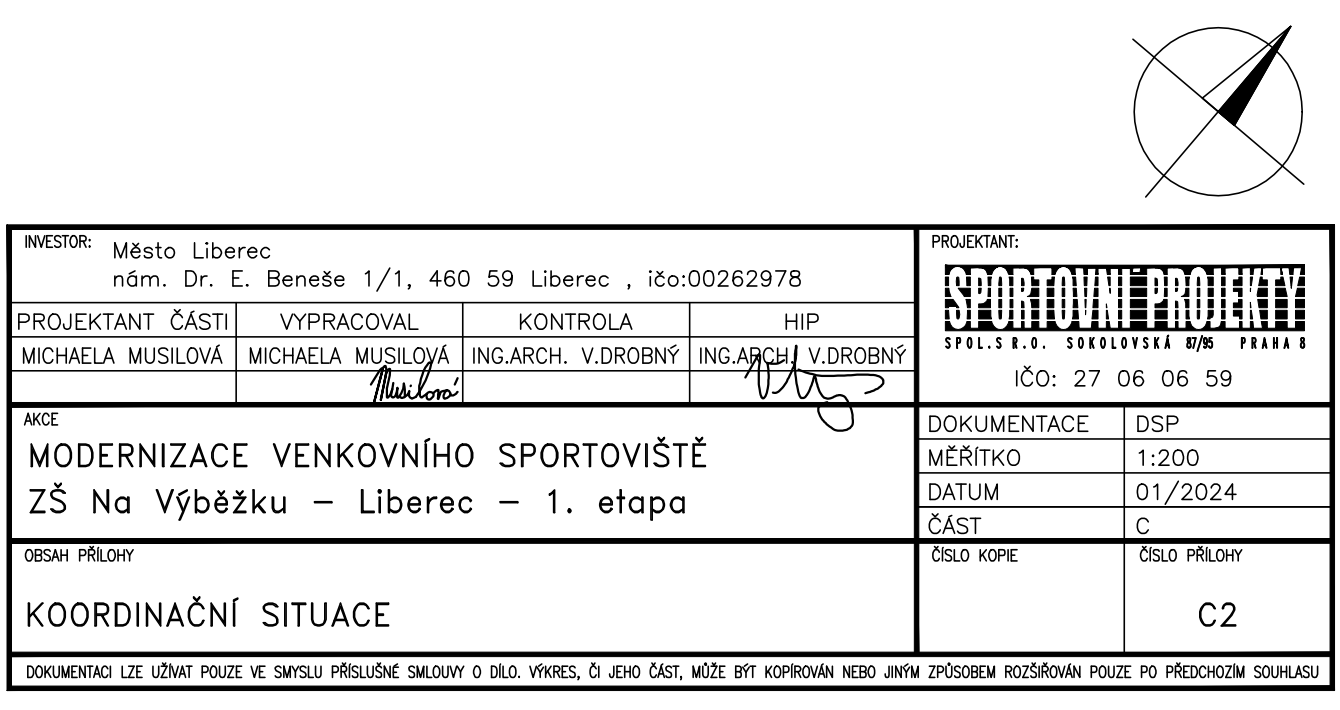 INVESTOR:
Město Liberec
nám. Dr. E. Beneše 1/1, 460 59 Liberec , ičo:00262978
PROJEKTANT ČÁSTI VYPRACOVAL KONTROLA HIP
MICHAELA MUSILOVÁ MICHAELA MUSILOVÁ ING.ARCH. V.DROBNÝ ING.ARCH. V.DROBNÝ
Musilová
PROJEKTANT:
SPORTOVNÍ PROJEKTY
SPOL.S R.O. SOKOLOVSKÁ 87/95 PRAHA 8
IČO: 27 06 06 59
AKCE
MODERNIZACE VENKOVNÍHO SPORTOVIŠTĚ
ZŠ Na Výběžku – Liberec – 1. etapa
DOKUMENTACE DSP
MĚŘÍTKO 1:200
DATUM 01/2024
ČÁST C
OBSAH PŘÍLOHY
KOORDINAČNÍ SITUACE
ČÍSLO KOPIE ČÍSLO PŘÍLOHY
C2
DOKUMENTACI LZE UŽÍVAT POUZE VE SMYSLU PŘÍSLUŠNÉ SMLOUVY O DÍLO. VÝKRES, ČI JEHO ČÁST, MŮŽE BÝT KOPÍROVÁN NEBO JINÝM ZPŮSOBEM ROZŠIŘOVÁN POUZE PO PŘEDCHOZÍM SOUHLASU